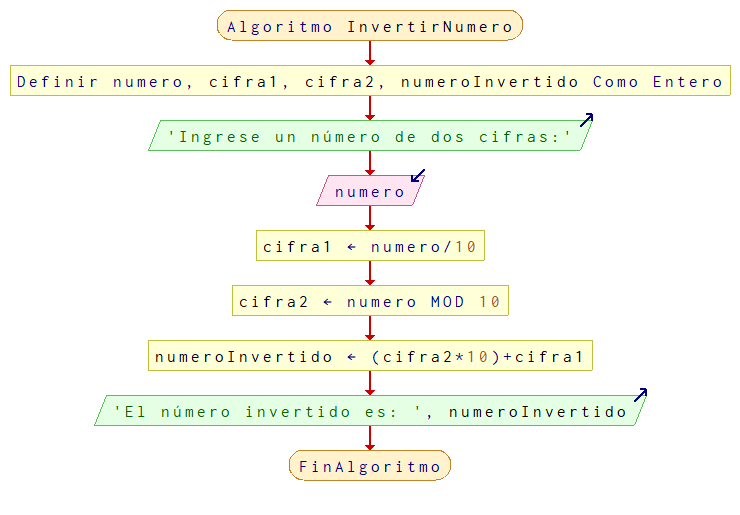 Algoritmo InvertirNumero
Definir numero, cifra1, cifra2, numeroInvertido Como Entero
'Ingrese un número de dos cifras:'
numero
cifra1 ← numero/10
cifra2 ← numero MOD 10
numeroInvertido ← (cifra2*10)+cifra1
'El número invertido es: ', numeroInvertido
FinAlgoritmo